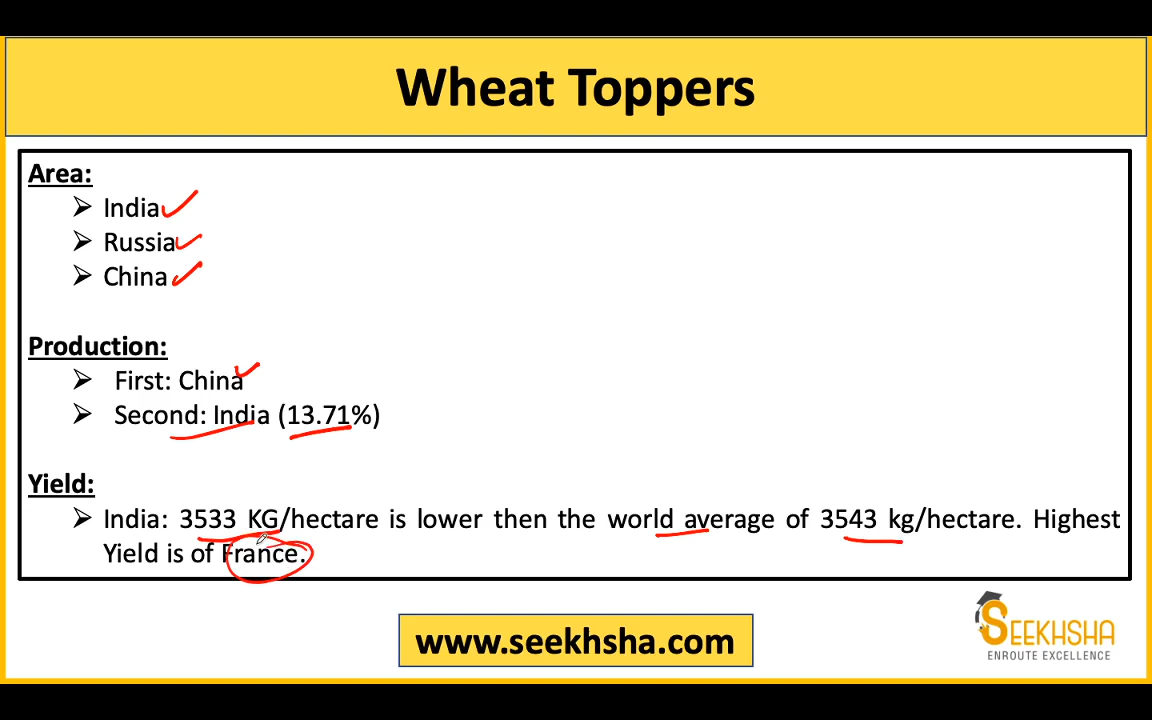 Wheat Toppers
Area:
➢ India
➢ Russia
➢ China
Production:
➢ First: China
➢ Second: India (13.71%)
Yield:
➢ India: 3533 KG/hectare is lower then the world average of 3543 kg/hectare. Highest
Yield is of France.
www.seekhsha.com
SEEKHSHA
ENROUTE EXCELLENCE